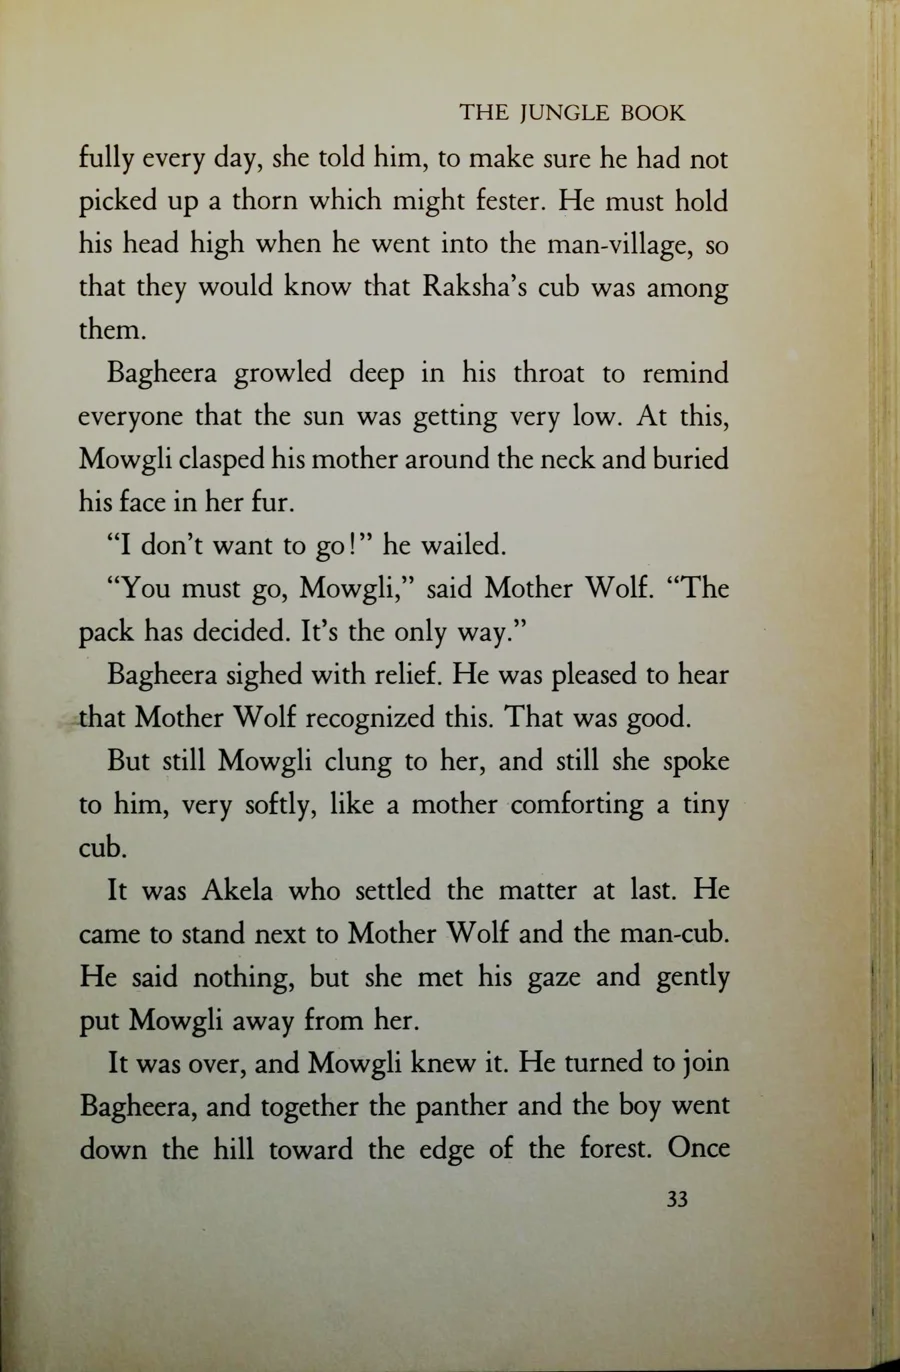 THE JUNGLE BOOK
fully every day, she told him, to make sure he had not
picked up a thorn which might fester. He must hold
his head high when he went into the man-village, so
that they would know that Raksha’s cub was among
them.
Bagheera growled deep in his throat to remind
everyone that the sun was getting very low. At this,
Mowgli clasped his mother around the neck and buried
his face in her fur.
“I don’t want to go!” he wailed.
“You must go, Mowgli,” said Mother Wolf. “The
pack has decided. It’s the only way.”
Bagheera sighed with relief. He was pleased to hear
that Mother Wolf recognized this. That was good.
But still Mowgli clung to her, and still she spoke
to him, very softly, like a mother comforting a tiny
cub.
It was Akela who settled the matter at last. He
came to stand next to Mother Wolf and the man-cub.
He said nothing, but she met his gaze and gently
put Mowgli away from her.
It was over, and Mowgli knew it. He turned to join
Bagheera, and together the panther and the boy went
down the hill toward the edge of the forest. Once
33